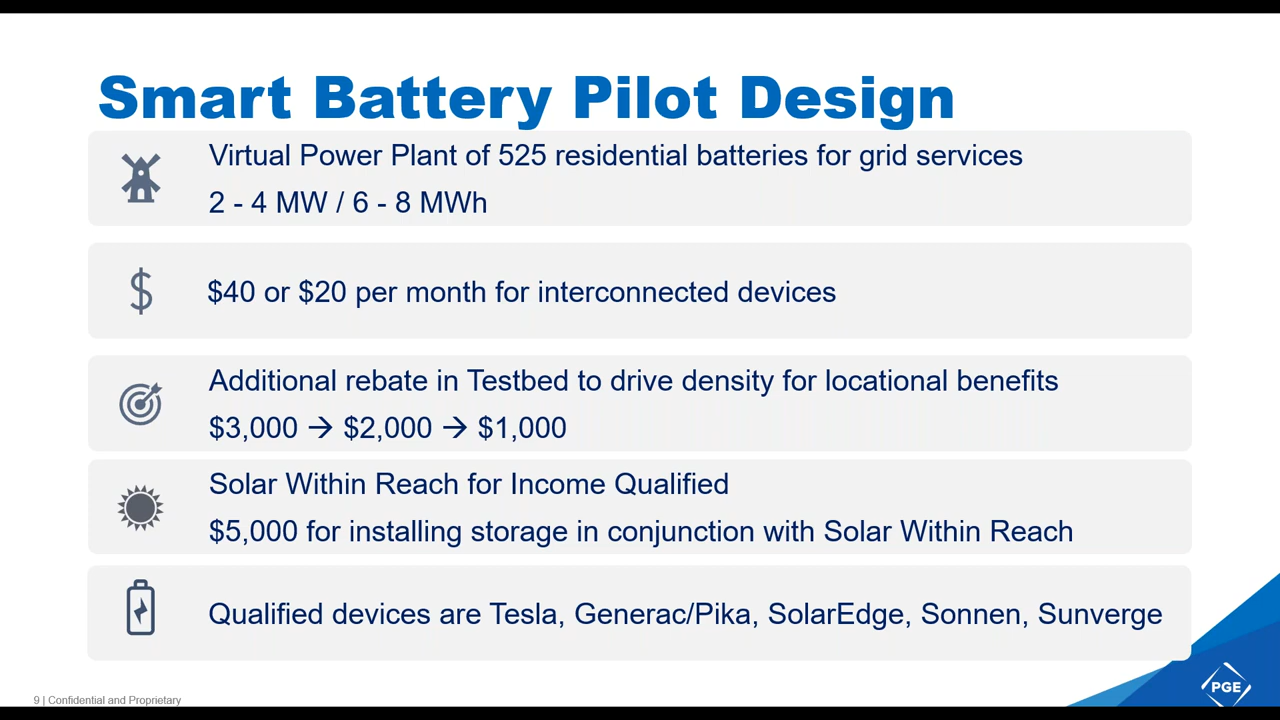 Smart Battery Pilot Design
Virtual Power Plant of 525 residential batteries for grid services
2 - 4 MW / 6 - 8 MWh
$40 or $20 per month for interconnected devices
Additional rebate in Testbed to drive density for locational benefits
$3,000 → $2,000 → $1,000
Solar Within Reach for Income Qualified
$5,000 for installing storage in conjunction with Solar Within Reach
Qualified devices are Tesla, Generac/Pika, SolarEdge, Sonnen, Sunverge
9 | Confidential and Proprietary
PGE